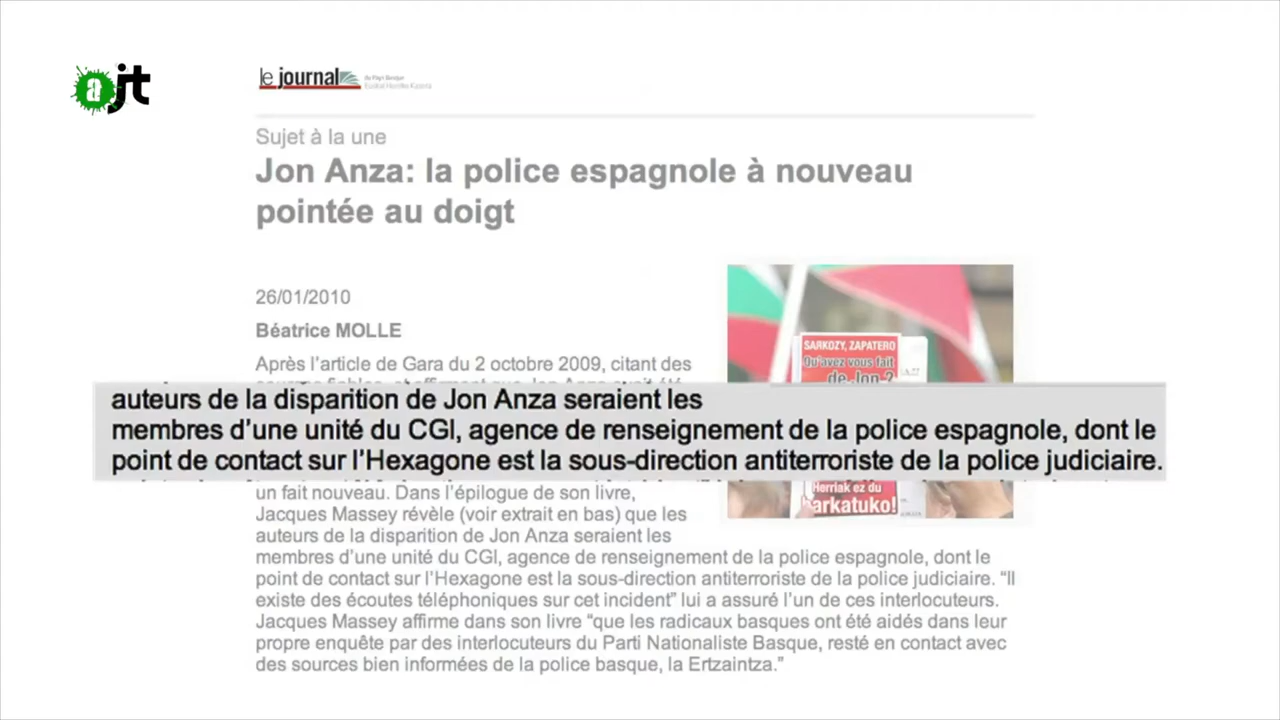 ajt
le journal
du Pays Basque
Euskal Herriko Kazeta
Sujet à la une
Jon Anza: la police espagnole à nouveau
pointée au doigt
26/01/2010
Béatrice MOLLE
Après l’article de Gara du 2 octobre 2009, citant des
SARKOZY, ZAPATERO
Qu'avez vous fait
de Jon ?
auteurs de la disparition de Jon Anza seraient les
membres d’une unité du CGI, agence de renseignement de la police espagnole, dont le
point de contact sur l’Hexagone est la sous-direction antiterroriste de la police judiciaire.
Herriak ez du
barkatuko!
un fait nouveau. Dans l’épilogue de son livre,
Jacques Massey révèle (voir extrait en bas) que les
auteurs de la disparition de Jon Anza seraient les
membres d’une unité du CGI, agence de renseignement de la police espagnole, dont le
point de contact sur l’Hexagone est la sous-direction antiterroriste de la police judiciaire. “Il
existe des écoutes téléphoniques sur cet incident” lui a assuré l’un de ces interlocuteurs.
Jacques Massey affirme dans son livre “que les radicaux basques ont été aidés dans leur
propre enquête par des interlocuteurs du Parti Nationaliste Basque, resté en contact avec
des sources bien informées de la police basque, la Ertzaintza.”